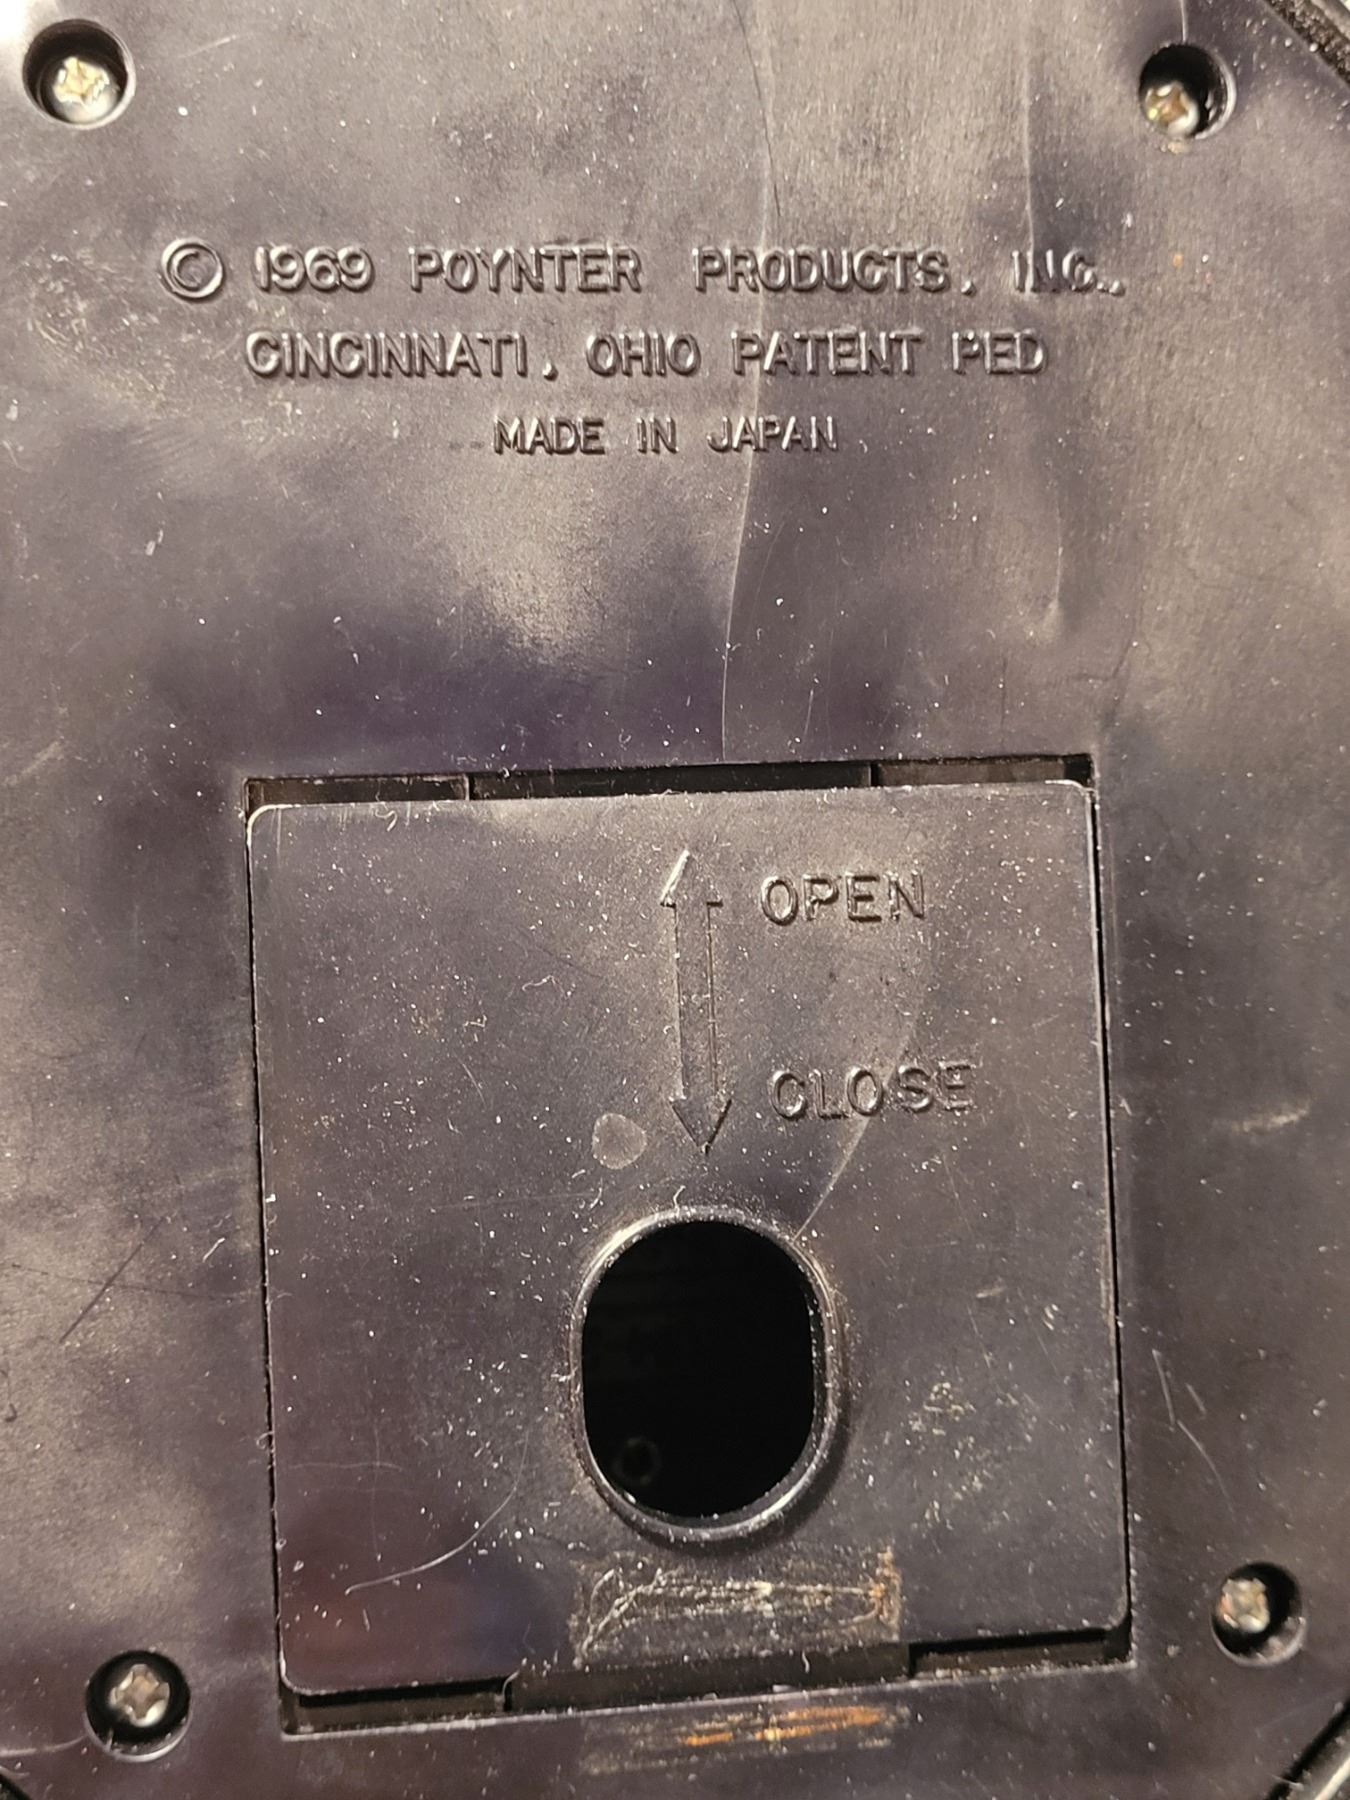 © 1969 POYNTER PRODUCTS, INC.,
CINCINNATI, OHIO PATENT PED
MADE IN JAPAN
OPEN
CLOSE